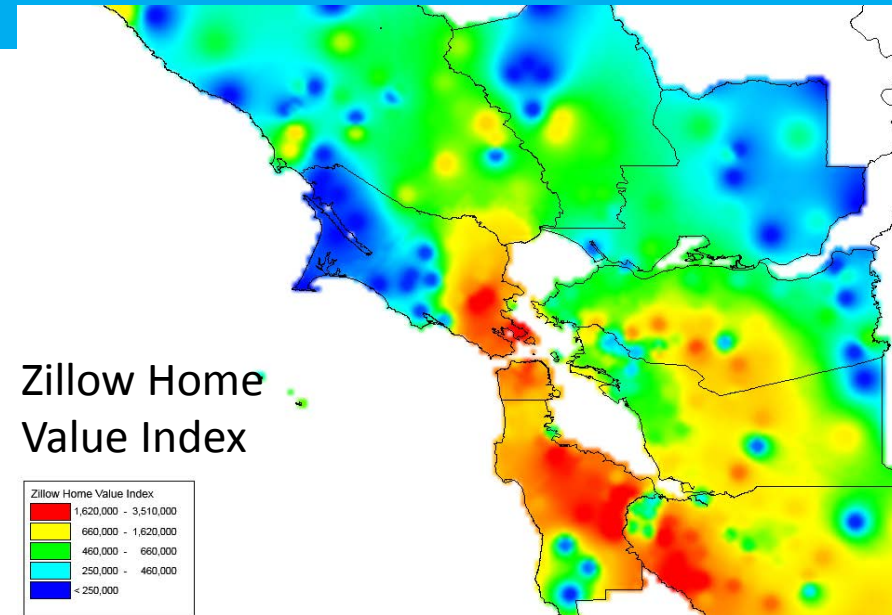 Zillow Home
Value Index
Zillow Home Value Index
1,620,000 - 3,510,000
660,000 - 1,620,000
460,000 - 660,000
250,000 - 460,000
< 250,000